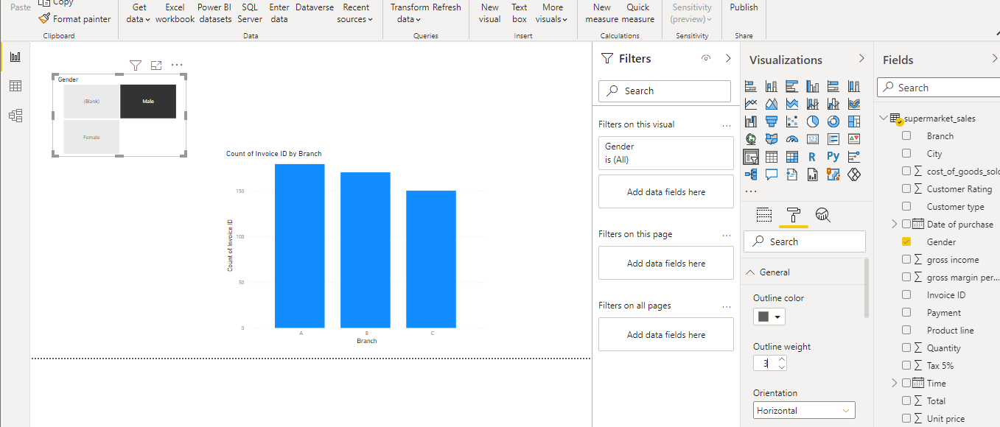 Paste
Copy
Format painter
Clipboard
Get
data
Excel
workbook
Power BI
datasets
SQL
Server
Enter
data
Dataverse
Recent
sources
Data
Transform
data
Refresh
Queries
New
visual
Text
box
More
visuals
Insert
New
measure
Quick
measure
Calculations
Sensitivity
(preview)
Sensitivity
Publish
Share
Gender
(Blank)
Male
Female
Count of Invoice ID by Branch
Count of Invoice ID
150
100
50
0
A
B
C
Branch
Filters
Search
Filters on this visual
...
Gender
is (All)
Add data fields here
Filters on this page
...
Add data fields here
Filters on all pages
...
Add data fields here
Visualizations
123
R
Py
...
Search
General
Outline color
Outline weight
3
Orientation
Horizontal
Fields
Search
supermarket_sales
Branch
City
∑ cost_of_goods_sold
∑ Customer Rating
Customer type
Date of purchase
Gender
∑ gross income
∑ gross margin per...
Invoice ID
Payment
Product line
∑ Quantity
∑ Tax 5%
Time
∑ Total
∑ Unit price